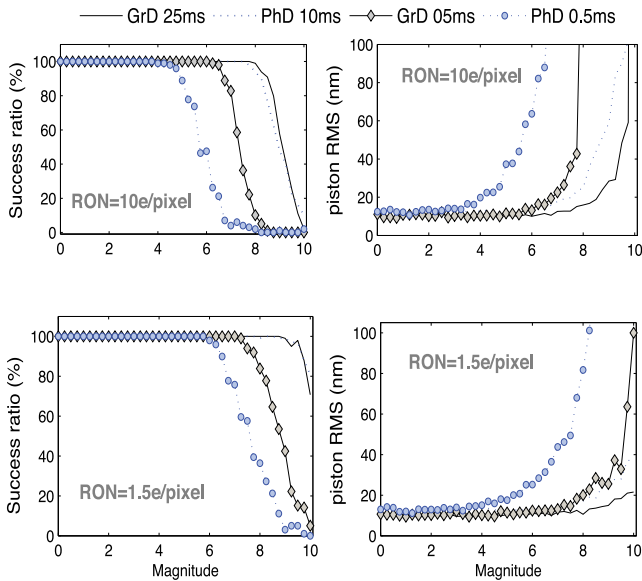 GrD 25ms PhD 10ms GrD 05ms PhD 0.5ms
Success ratio (%)
100
80
60
40
20
0
RON=10e/pixel
0 2 4 6 8 10
piston RMS (nm)
100
80
60
40
20
0
RON=10e/pixel
0 2 4 6 8 10
Success ratio (%)
100
80
60
40
20
0
RON=1.5e/pixel
0 2 4 6 8 10
Magnitude
piston RMS (nm)
100
80
60
40
20
0
RON=1.5e/pixel
0 2 4 6 8 10
Magnitude